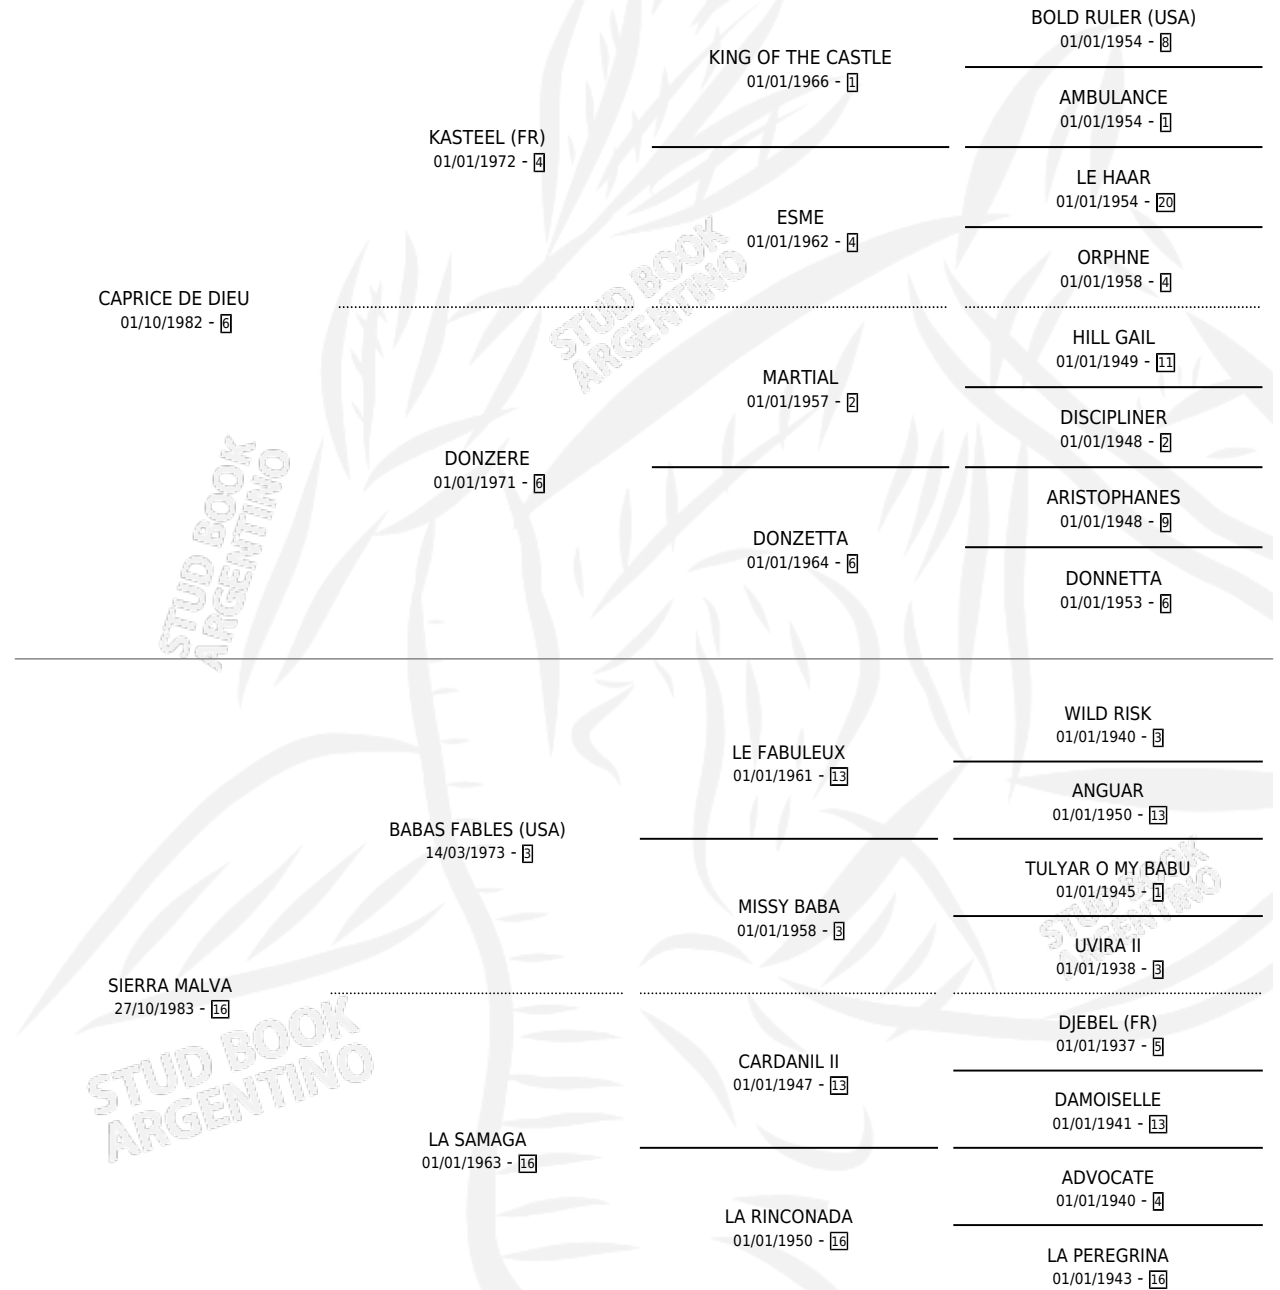 BOLD RULER (USA)
01/01/1954 - 8
KING OF THE CASTLE
01/01/1966 - 1
AMBULANCE
01/01/1954 - 1
KASTEEL (FR)
01/01/1972 - 4
LE HAAR
01/01/1954 - 20
ESME
01/01/1962 - 4
ORPHNE
01/01/1958 - 4
CAPRICE DE DIEU
01/10/1982 - 6
STUD BOOK
ARGENTINO
HILL GAIL
01/01/1949 - 11
MARTIAL
01/01/1957 - 2
DISCIPLINER
01/01/1948 - 2
DONZERE
01/01/1971 - 6
ARISTOPHANES
01/01/1948 - 9
DONZETTA
01/01/1964 - 6
DONNETTA
01/01/1953 - 6
STUD BOOK
ARGENTINO
WILD RISK
01/01/1940 - 3
LE FABULEUX
01/01/1961 - 13
ANGUAR
01/01/1950 - 13
BABAS FABLES (USA)
14/03/1973 - 3
TULYAR O MY BABU
01/01/1945 - 1
MISSY BABA
01/01/1958 - 3
STUD BOOK
ARGENTINO
UVIRA II
01/01/1938 - 3
SIERRA MALVA
27/10/1983 - 16
STUD BOOK
ARGENTINO
DJEBEL (FR)
01/01/1937 - 5
CARDANIL II
01/01/1947 - 13
DAMOISELLE
01/01/1941 - 13
LA SAMAGA
01/01/1963 - 16
ADVOCATE
01/01/1940 - 4
LA RINCONADA
01/01/1950 - 16
LA PEREGRINA
01/01/1943 - 16